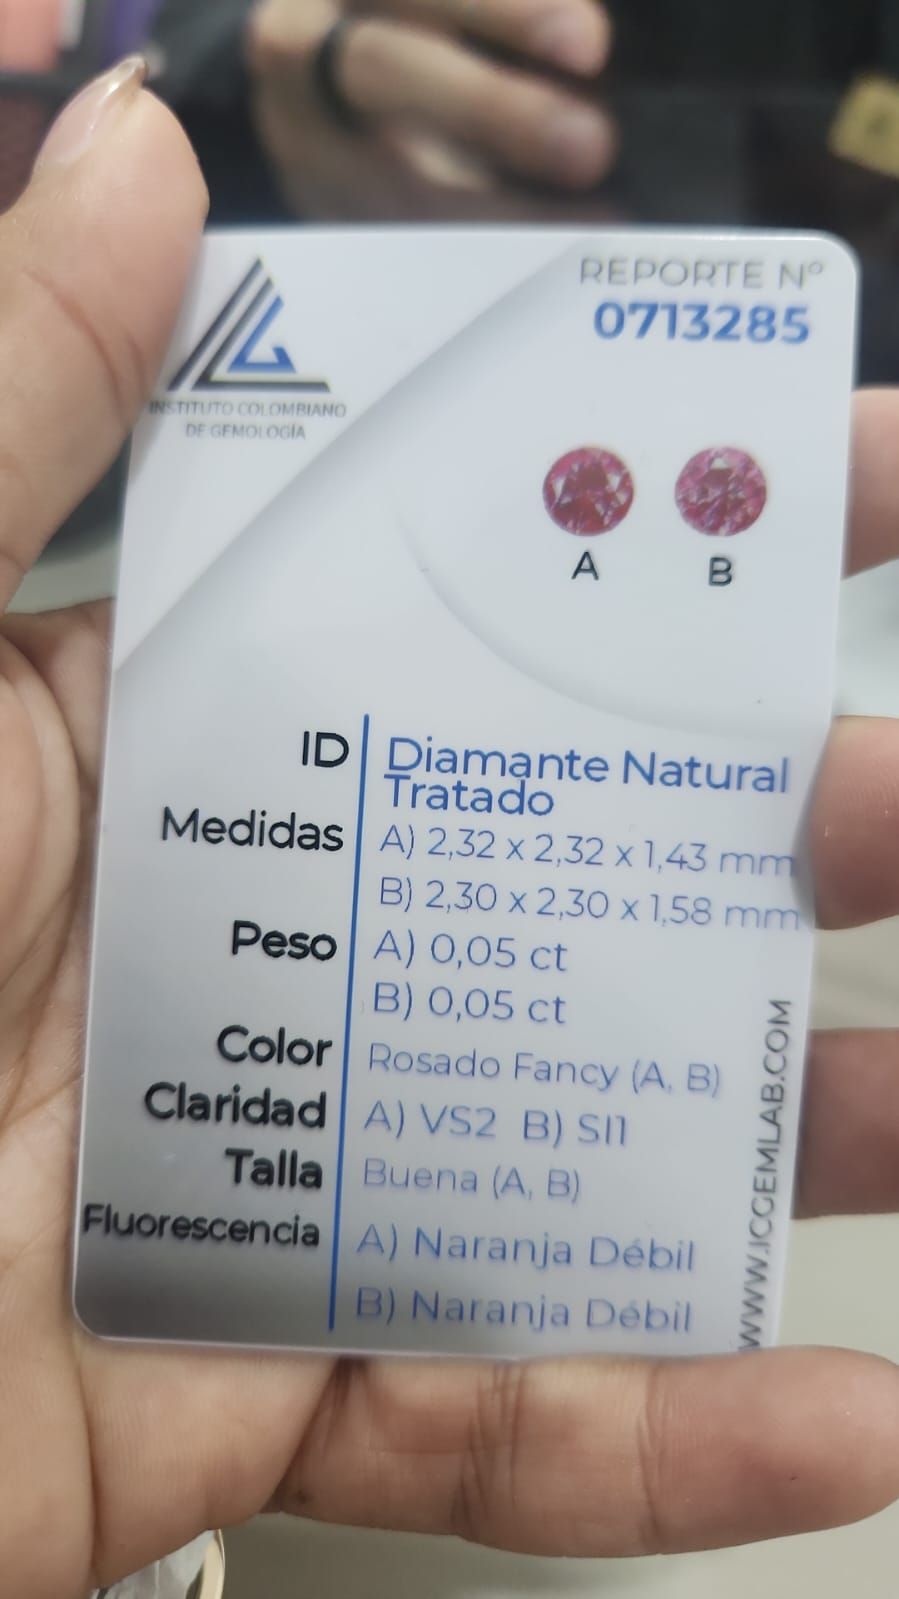 REPORTE Nº
0713285
INSTITUTO COLOMBIANO
DE GEMOLOGÍA
A B
ID Diamante Natural
Tratado
Medidas A) 2,32 x 2,32 x 1,43 mm
B) 2,30 x 2,30 x 1,58 mm
Peso A) 0,05 ct
B) 0,05 ct
Color Rosado Fancy (A, B)
Claridad A) VS2 B) SI1
Talla Buena (A, B)
Fluorescencia A) Naranja Débil
B) Naranja Débil
WWW.ICGEMLAB.COM